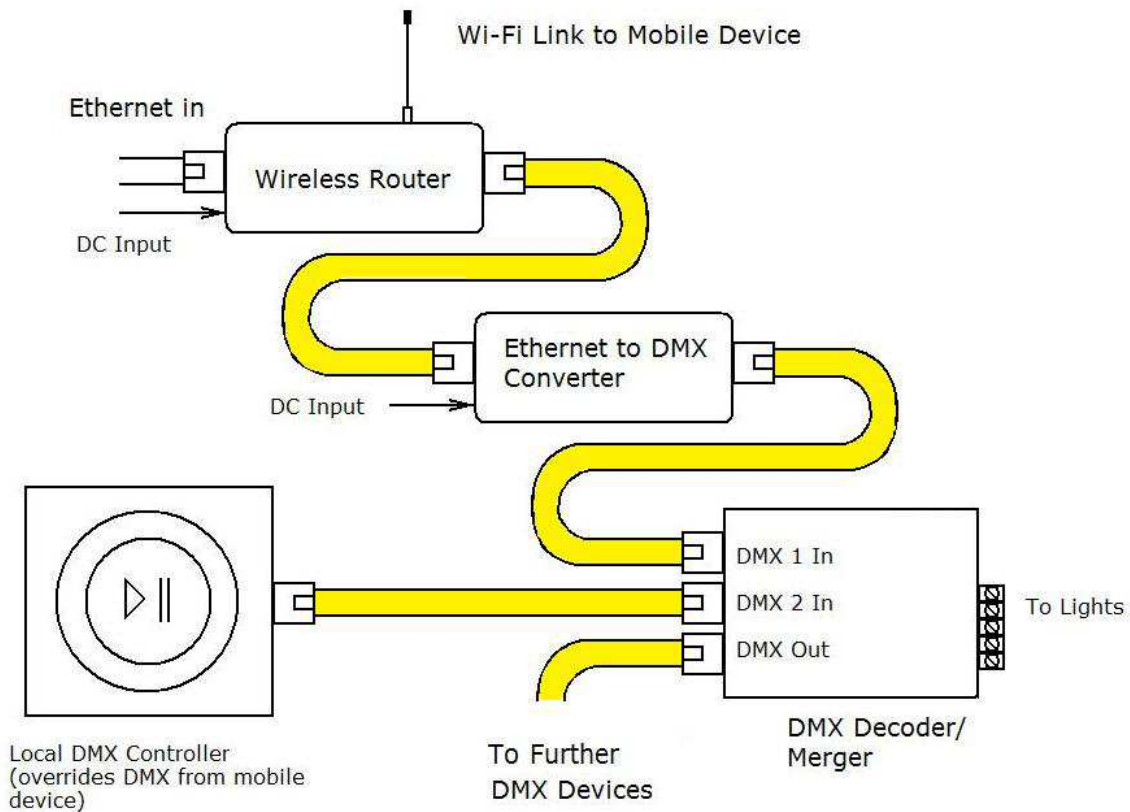 Wi-Fi Link to Mobile Device
Ethernet in
Wireless Router
DC Input
Ethernet to DMX
Converter
DC Input
DMX 1 In
DMX 2 In
DMX Out
To Lights
DMX Decoder/
Merger
Local DMX Controller
(overrides DMX from mobile
device)
To Further
DMX Devices